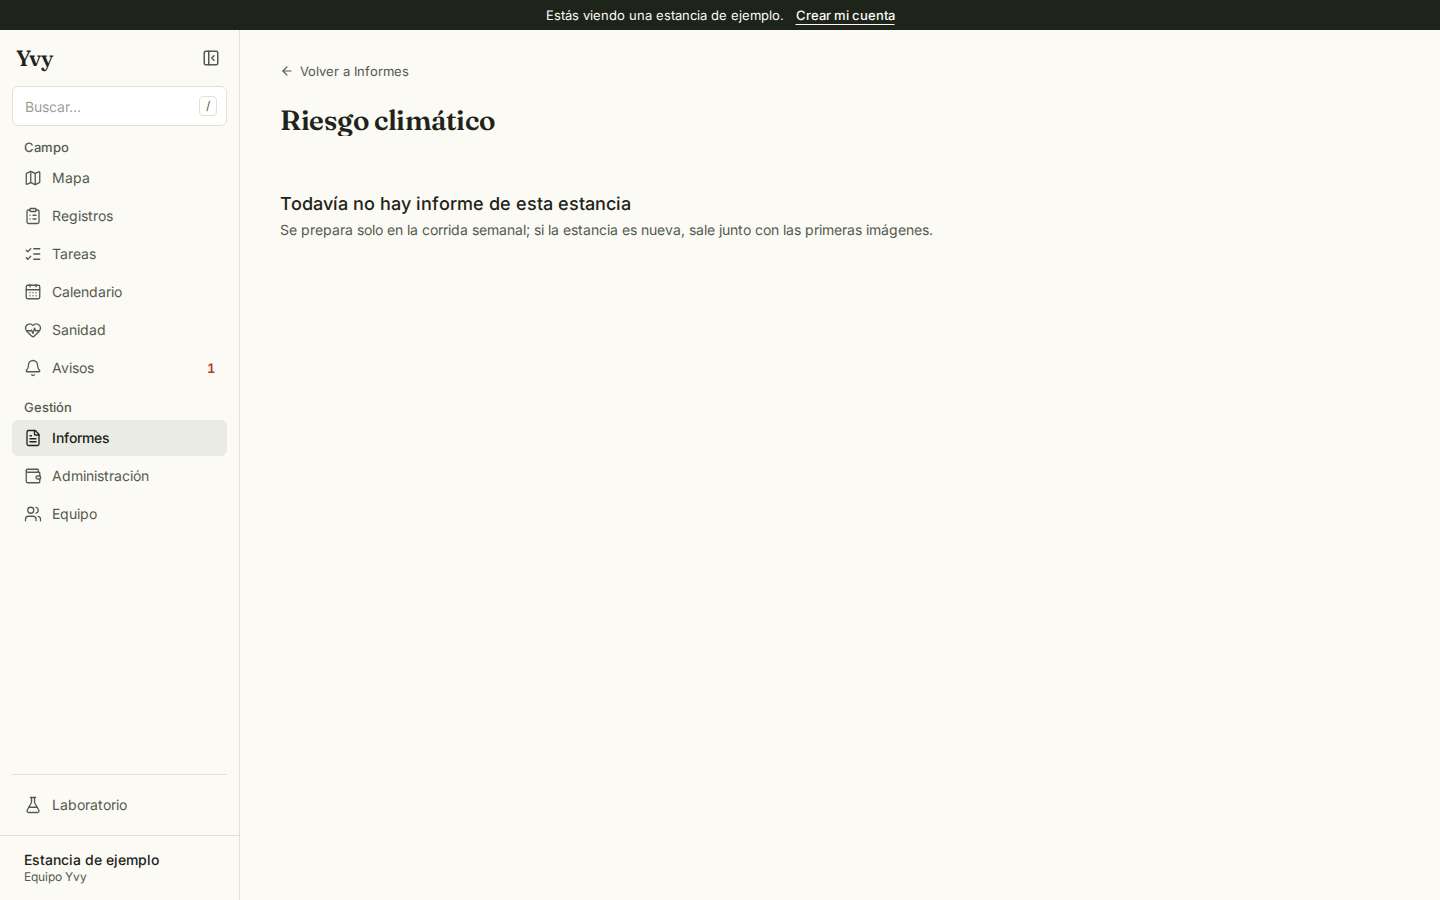 Estás viendo una estancia de ejemplo. Crear mi cuenta
Yvy
Buscar... /
Campo
Mapa
Registros
Tareas
Calendario
Sanidad
Avisos 1
Gestión
Informes
Administración
Equipo
Laboratorio
Estancia de ejemplo
Equipo Yvy
Volver a Informes
Riesgo climático
Todavía no hay informe de esta estancia
Se prepara solo en la corrida semanal; si la estancia es nueva, sale junto con las primeras imágenes.